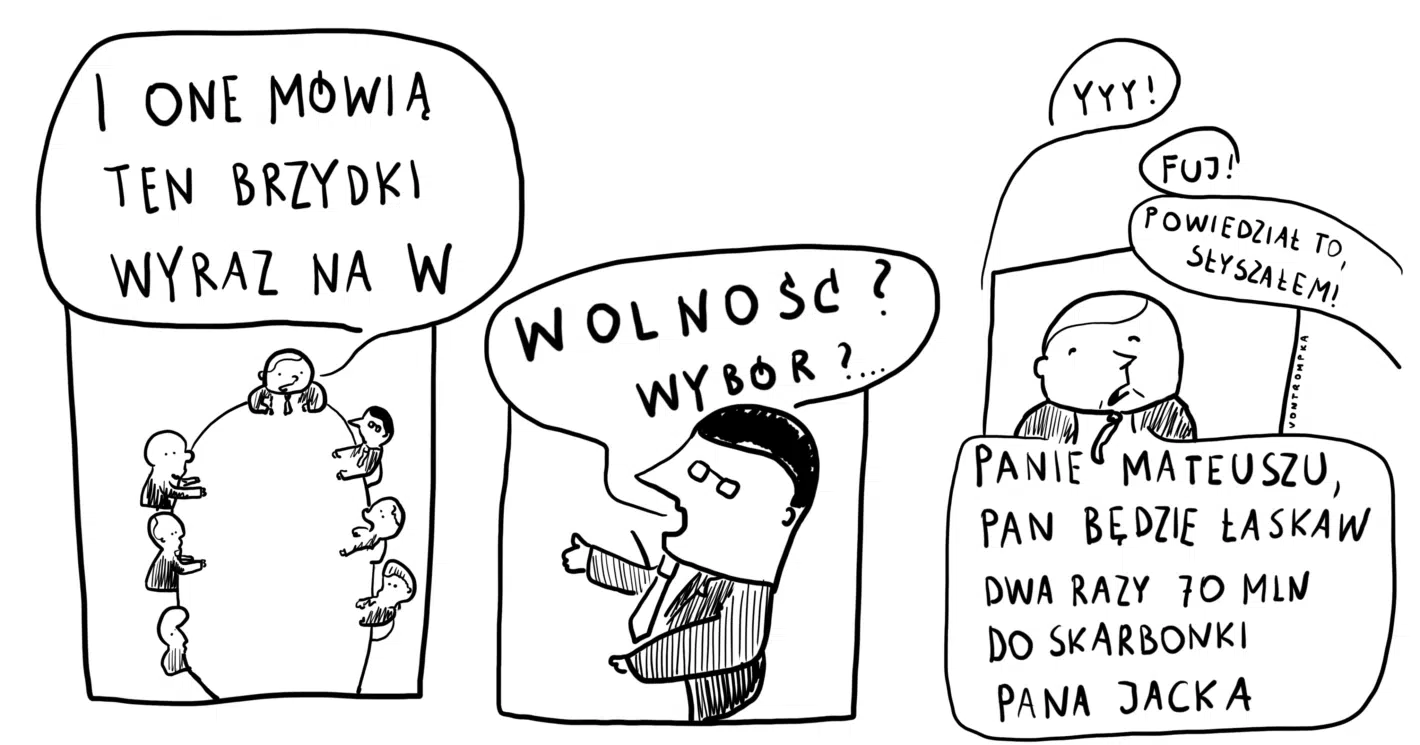 I ONE MÓWIĄ
TEN BRZYDKI
WYRAZ NA W
WOLNOŚĆ?
WYBÓR?...
YYY!
FUJ!
POWIEDZIAŁ TO,
SŁYSZAŁEM!
VONTROMPKA
PANIE MATEUSZU,
PAN BĘDZIE ŁASKAW
DWA RAZY 70 MLN
DO SKARBONKI
PANA JACKA